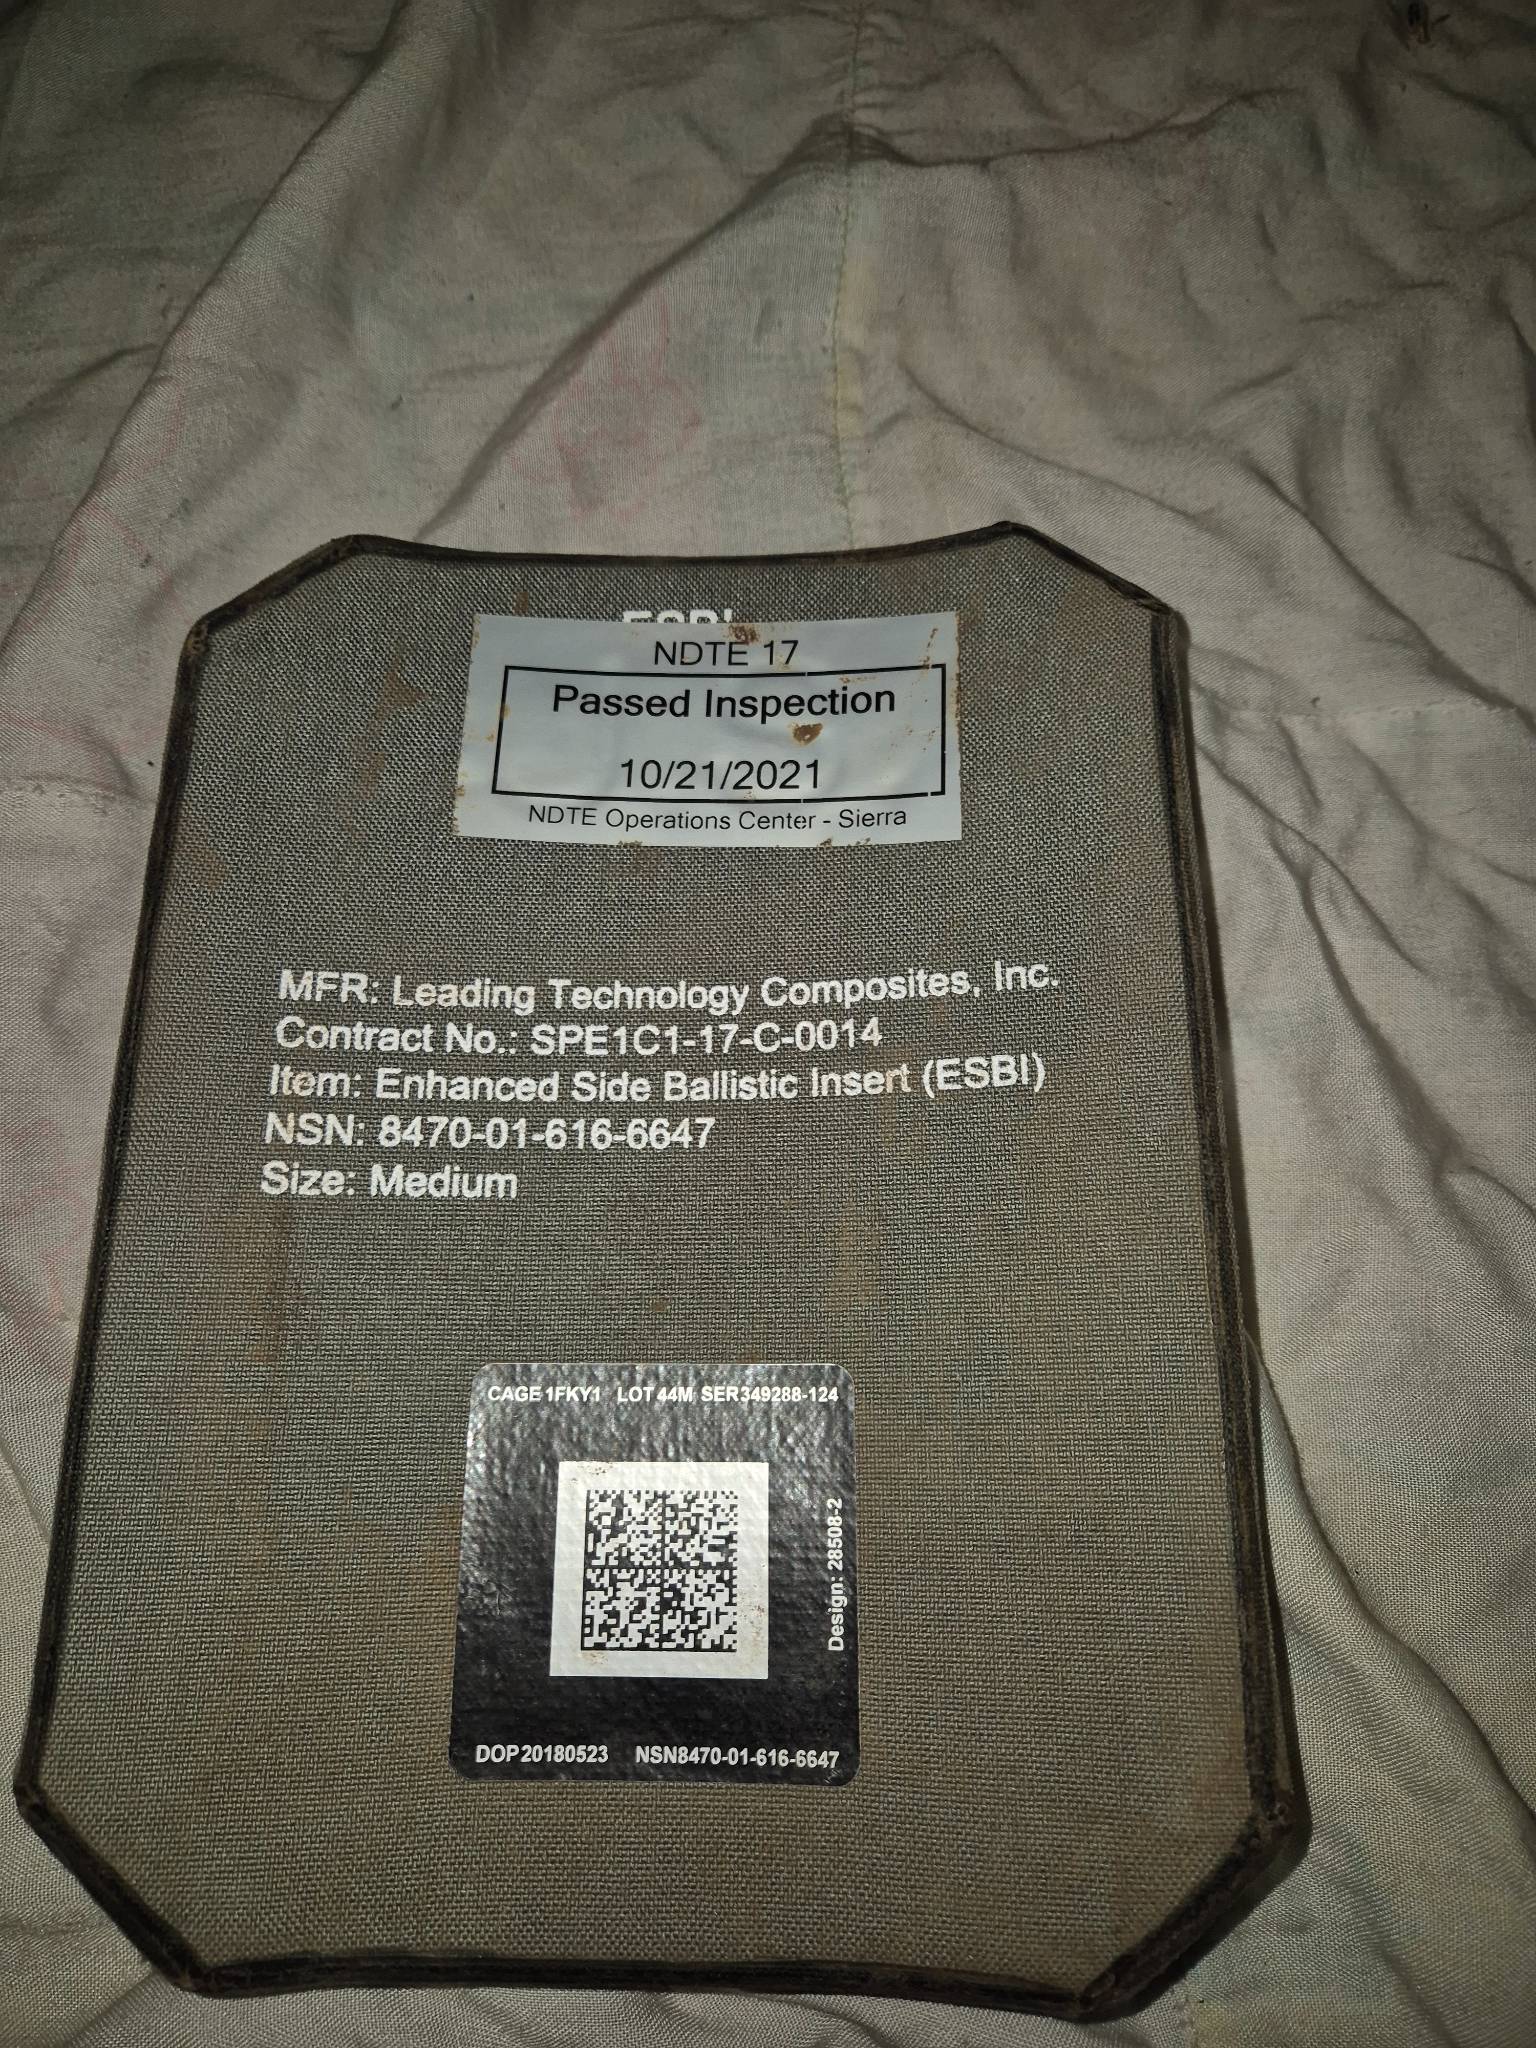 ESBI
NDTE 17
Passed Inspection
10/21/2021
NDTE Operations Center - Sierra
MFR: Leading Technology Composites, Inc.
Contract No.: SPE1C1-17-C-0014
Item: Enhanced Side Ballistic Insert (ESBI)
NSN: 8470-01-616-6647
Size: Medium
CAGE 1FKY1 LOT 44M SER 349288-124
Design: 28508-2
DOP 20180523 NSN8470-01-616-6647